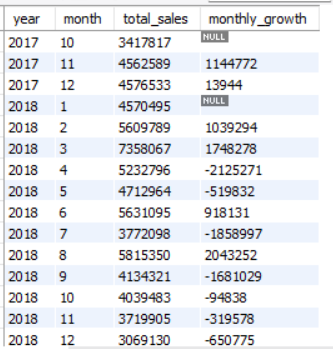 year month total_sales monthly_growth
2017 10 3417817 NULL
2017 11 4562589 1144772
2017 12 4576533 13944
2018 1 4570495 NULL
2018 2 5609789 1039294
2018 3 7358067 1748278
2018 4 5232796 -2125271
2018 5 4712964 -519832
2018 6 5631095 918131
2018 7 3772098 -1858997
2018 8 5815350 2043252
2018 9 4134321 -1681029
2018 10 4039483 -94838
2018 11 3719905 -319578
2018 12 3069130 -650775